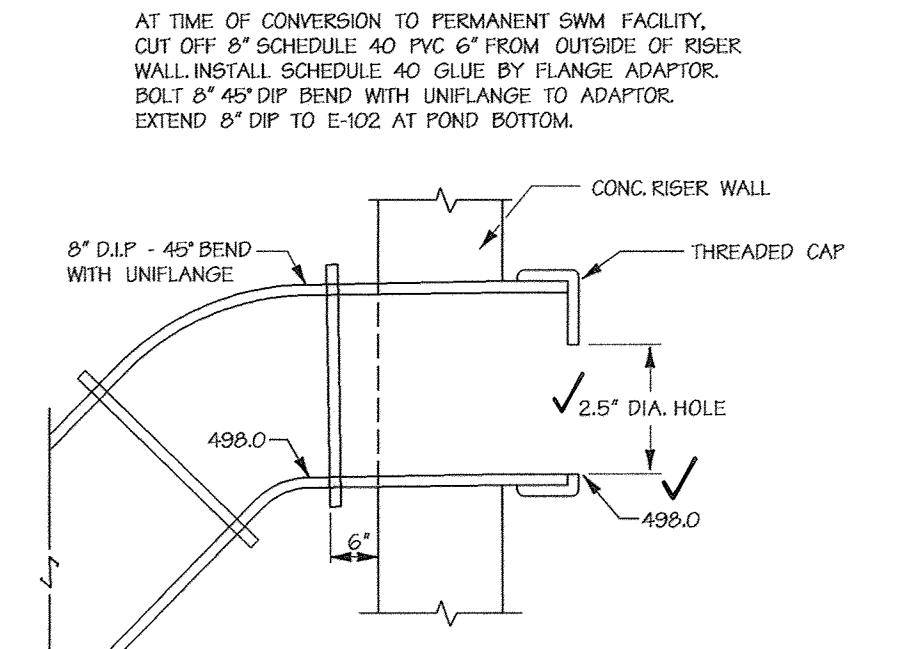 AT TIME OF CONVERSION TO PERMANENT SWM FACILITY,
CUT OFF 8" SCHEDULE 40 PVC 6" FROM OUTSIDE OF RISER
WALL. INSTALL SCHEDULE 40 GLUE BY FLANGE ADAPTOR.
BOLT 8" 45° DIP BEND WITH UNIFLANGE TO ADAPTOR.
EXTEND 8" DIP TO E-102 AT POND BOTTOM.
CONC. RISER WALL
8" D.I.P - 45° BEND
WITH UNIFLANGE
THREADED CAP
2.5" DIA. HOLE
498.0
498.0
6"